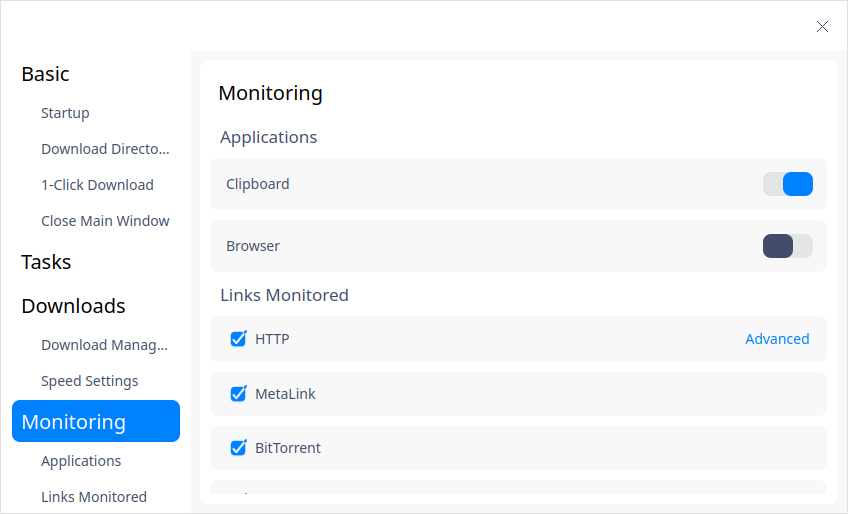 Basic
Startup
Download Directo...
1-Click Download
Close Main Window
Tasks
Downloads
Download Manag...
Speed Settings
Monitoring
Applications
Links Monitored
Monitoring
Applications
Clipboard
Browser
Links Monitored
HTTP Advanced
MetaLink
BitTorrent